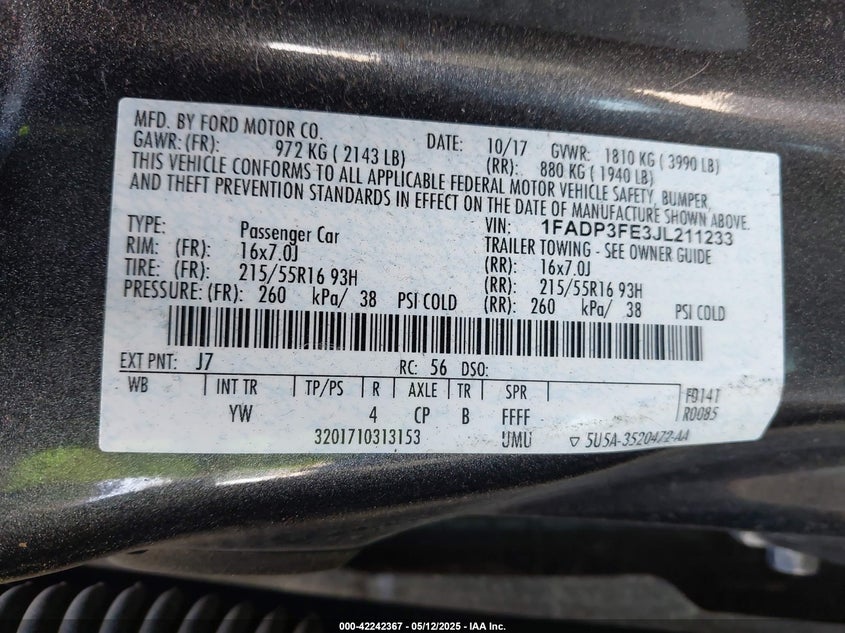 MFD. BY FORD MOTOR CO. DATE: 10/17 GVWR: 1810 KG ( 3990 LB)
GAWR: (FR): 972 KG ( 2143 LB) (RR): 880 KG ( 1940 LB)
THIS VEHICLE CONFORMS TO ALL APPLICABLE FEDERAL MOTOR VEHICLE SAFETY, BUMPER,
AND THEFT PREVENTION STANDARDS IN EFFECT ON THE DATE OF MANUFACTURE SHOWN ABOVE.
VIN: 1FADP3FE3JL211233
TYPE: Passenger Car TRAILER TOWING - SEE OWNER GUIDE
RIM: (FR): 16x7.0J (RR): 16x7.0J
TIRE: (FR): 215/55R16 93H (RR): 215/55R16 93H
PRESSURE: (FR): 260 kPa/ 38 PSI COLD (RR): 260 kPa/ 38 PSI COLD
EXT PNT: J7 RC: 56 DSO:
WB INT TR TP/PS R AXLE TR SPR F0141
YW 4 CP B FFFF R0085
3201710313153 UMU ▽ 5U5A-3520472-AA
000-42242367 - 05/12/2025 - IAA Inc.